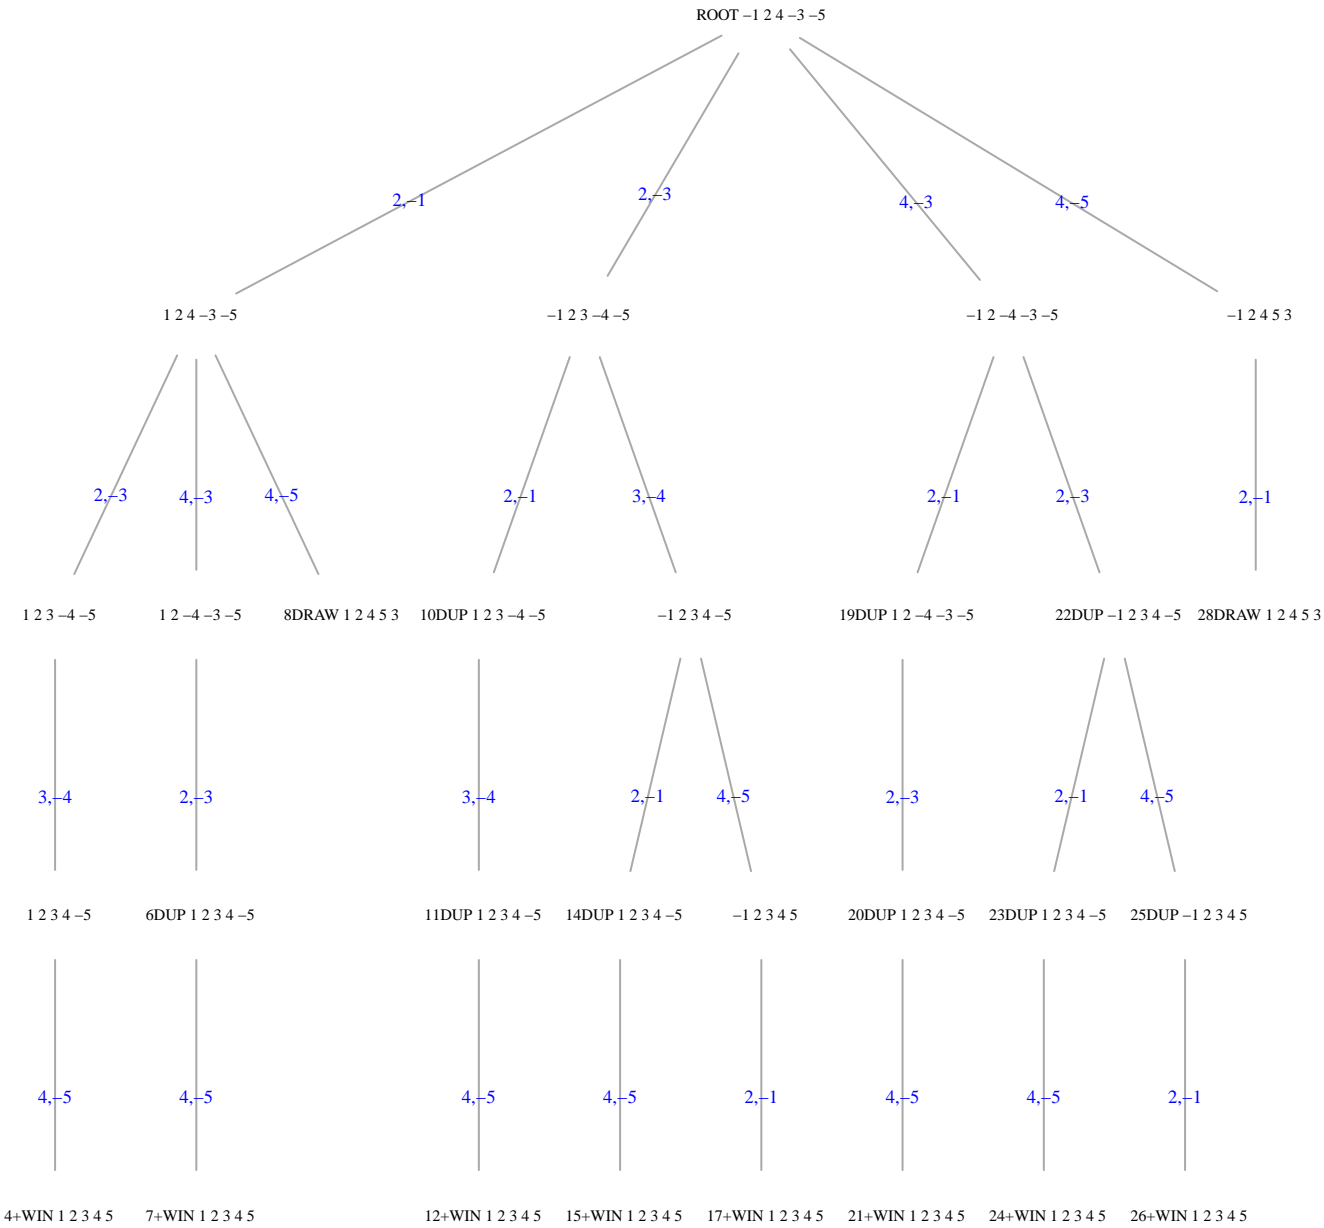 ROOT −1 2 4 −3 −5
2,−1
2,−3
4,−3
4,−5
1 2 4 −3 −5
−1 2 3 −4 −5
−1 2 −4 −3 −5
−1 2 4 5 3
2,−3
4,−3
4,−5
2,−1
3,−4
2,−1
2,−3
2,−1
1 2 3 −4 −5
1 2 −4 −3 −5
8DRAW 1 2 4 5 3
10DUP 1 2 3 −4 −5
−1 2 3 4 −5
19DUP 1 2 −4 −3 −5
22DUP −1 2 3 4 −5
28DRAW 1 2 4 5 3
3,−4
2,−3
3,−4
2,−1
4,−5
2,−3
2,−1
4,−5
1 2 3 4 −5
6DUP 1 2 3 4 −5
11DUP 1 2 3 4 −5
14DUP 1 2 3 4 −5
−1 2 3 4 5
20DUP 1 2 3 4 −5
23DUP 1 2 3 4 −5
25DUP −1 2 3 4 5
4,−5
4,−5
4,−5
4,−5
2,−1
4,−5
4,−5
2,−1
4+WIN 1 2 3 4 5
7+WIN 1 2 3 4 5
12+WIN 1 2 3 4 5
15+WIN 1 2 3 4 5
17+WIN 1 2 3 4 5
21+WIN 1 2 3 4 5
24+WIN 1 2 3 4 5
26+WIN 1 2 3 4 5